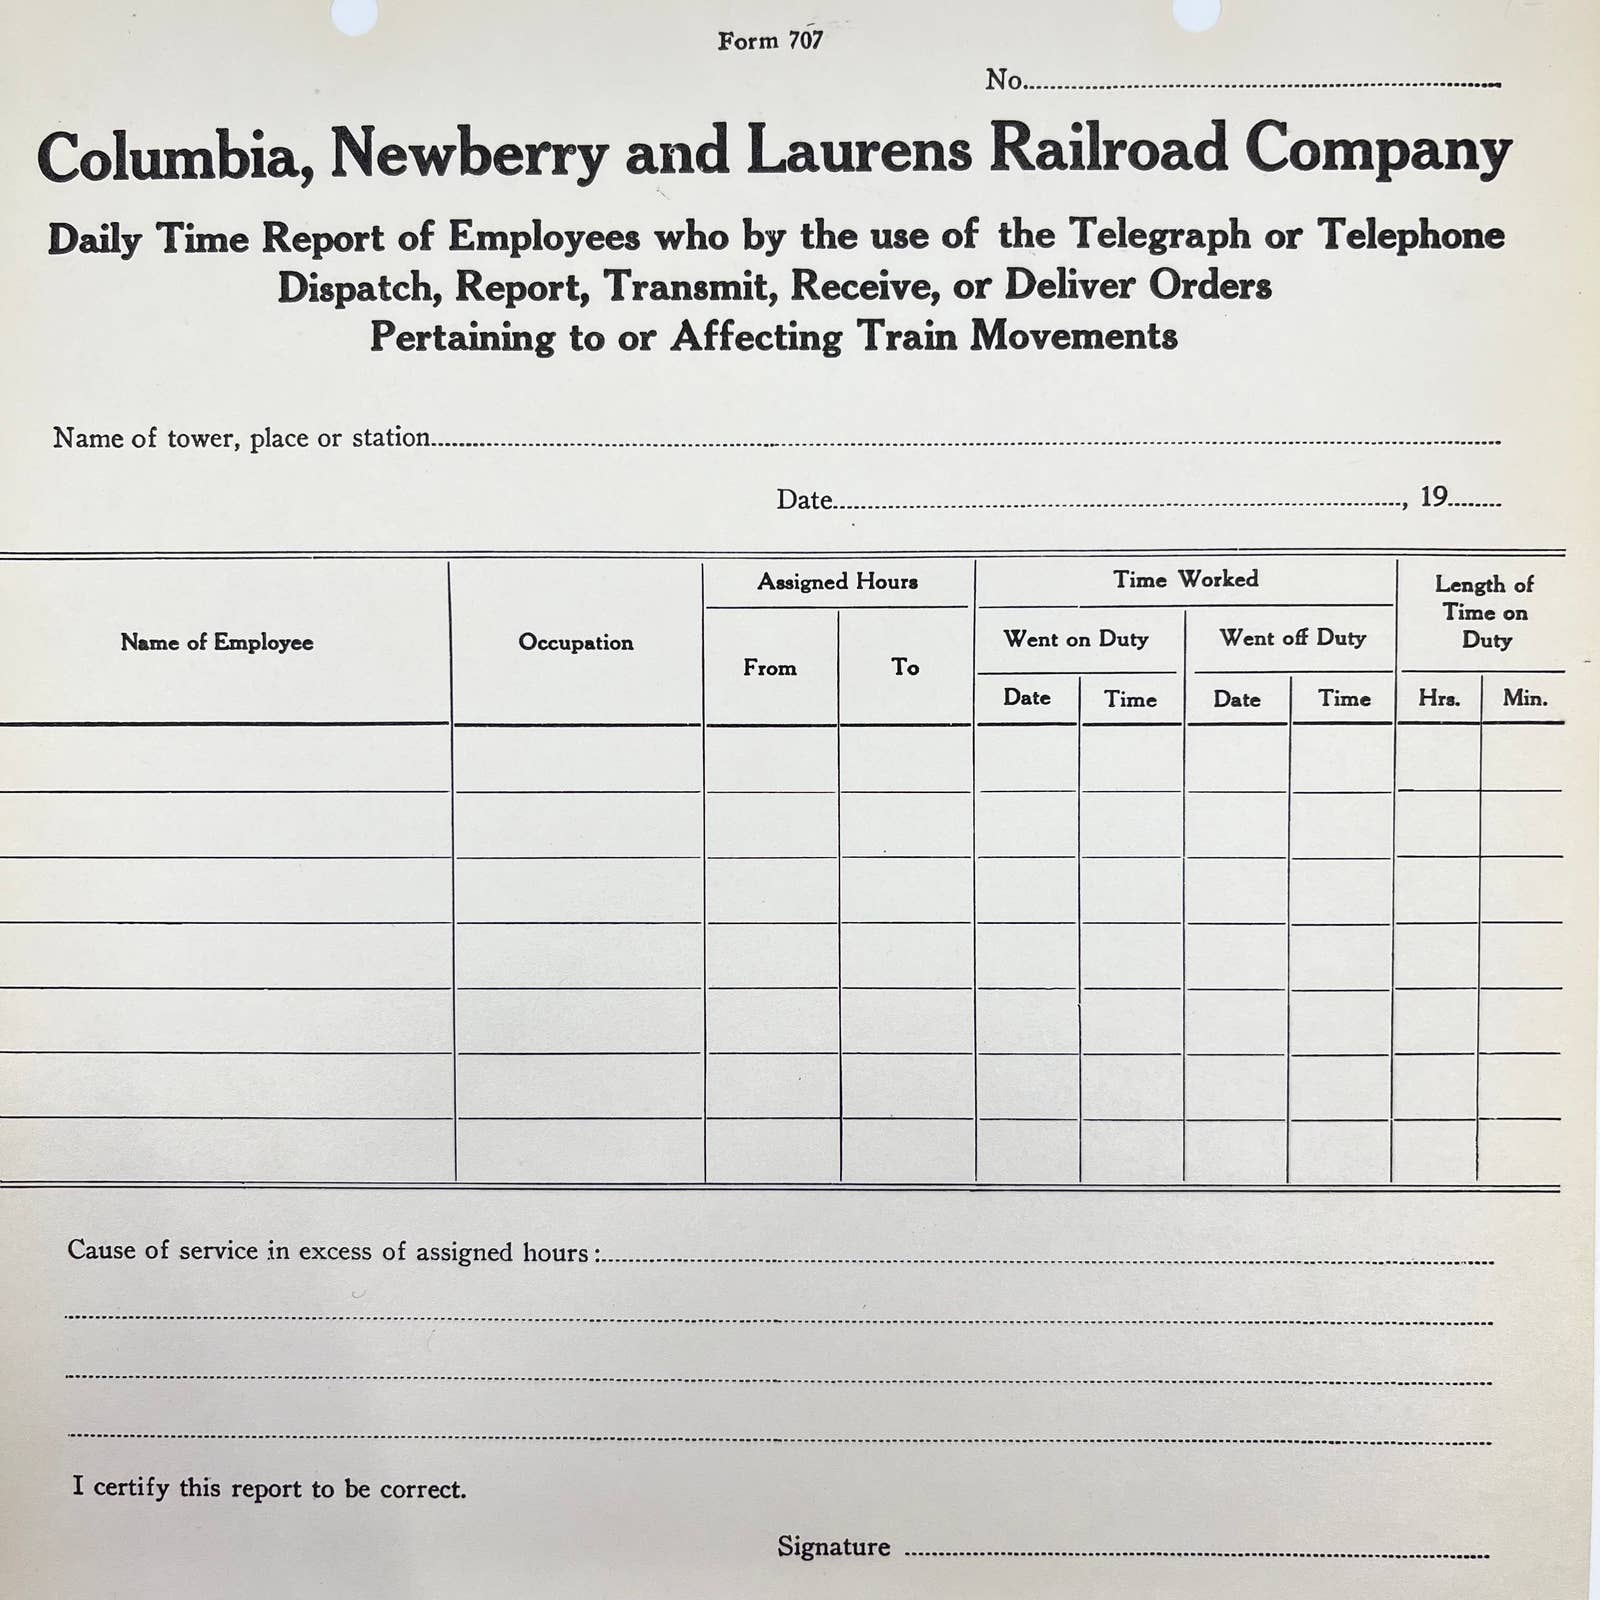 Form 707
No.
Columbia, Newberry and Laurens Railroad Company
Daily Time Report of Employees who by the use of the Telegraph or Telephone
Dispatch, Report, Transmit, Receive, or Deliver Orders
Pertaining to or Affecting Train Movements
Name of tower, place or station
Date, 19
Name of Employee
Occupation
Assigned Hours
From
To
Time Worked
Went on Duty
Date
Time
Went off Duty
Date
Time
Length of
Time on
Duty
Hrs.
Min.
Cause of service in excess of assigned hours:
I certify this report to be correct.
Signature